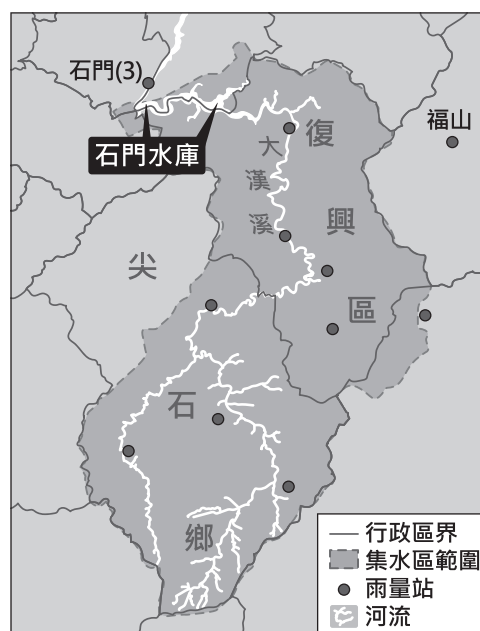 石門(3)
石門水庫
福山
復興區
大漢溪
尖石鄉
行政區界
集水區範圍
雨量站
河流